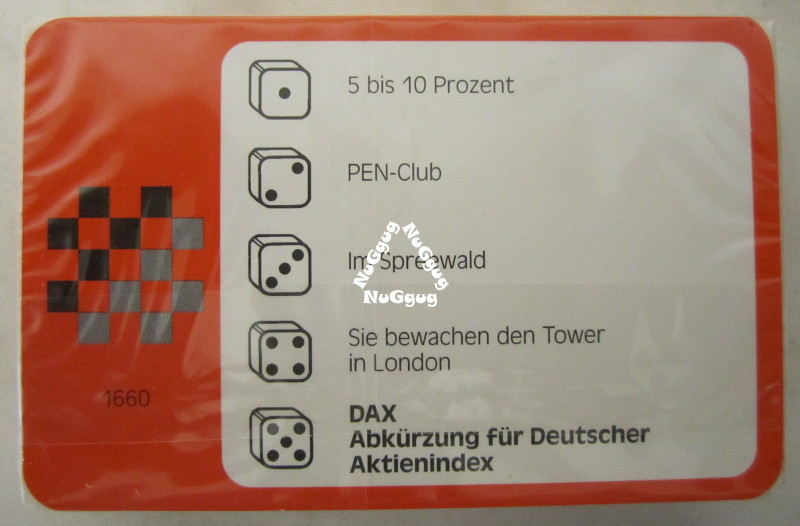 5 bis 10 Prozent
PEN-Club
Im Spreewald
NuGgug NuGgug
NuGgug
Sie bewachen den Tower
in London
1660
DAX
Abkürzung für Deutscher
Aktienindex